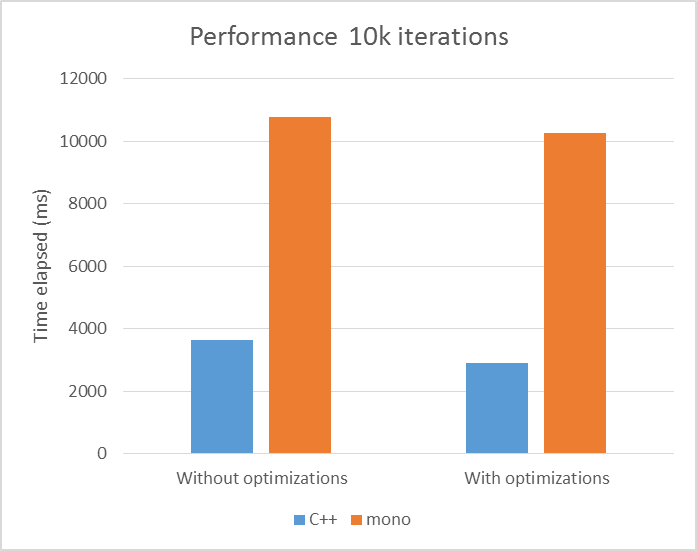 Performance 10k iterations
Time elapsed (ms)
12000
10000
8000
6000
4000
2000
0
Without optimizations
With optimizations
C++
mono